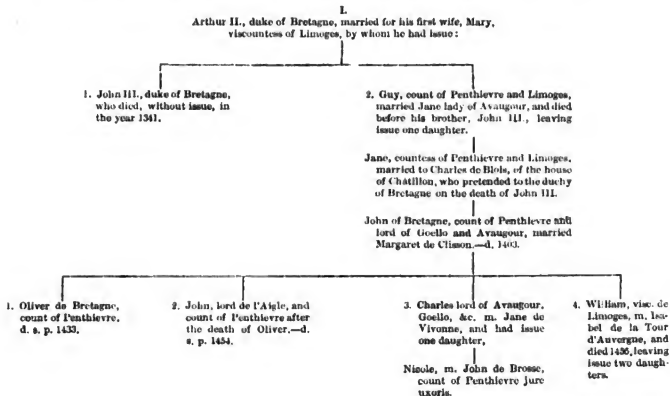 I.
Arthur II., duke of Bretagne, married for his first wife, Mary,
viscountess of Limoges, by whom he had issue:
1. John III., duke of Bretagne,
who died, without issue, in
the year 1341.
2. Guy, count of Penthievre and Limoges,
married Jane lady of Avaugour, and died
before his brother, John III., leaving
issue one daughter.
Jane, countess of Penthievre and Limoges,
married to Charles de Blois, of the house
of Châtillon, who pretended to the duchy
of Bretagne on the death of John III.
John of Bretagne, count of Penthievre and
lord of Goello and Avaugour, married
Margaret de Clisson.—d. 1403.
1. Oliver de Bretagne,
count of Penthievre.
d. s. p. 1433.
2. John, lord de l'Aigle, and
count of Penthievre after
the death of Oliver.—d.
s. p. 1454.
3. Charles lord of Avaugour,
Goello, &c. m. Jane de
Vivonne, and had issue
one daughter,
Nicole, m. John de Brosse,
count of Penthievre jure
uxoris.
4. William, visc. de
Limoges, m. Isa-
bel de la Tour
d'Auvergne, and
died 1456, leaving
issue two daugh-
ters.